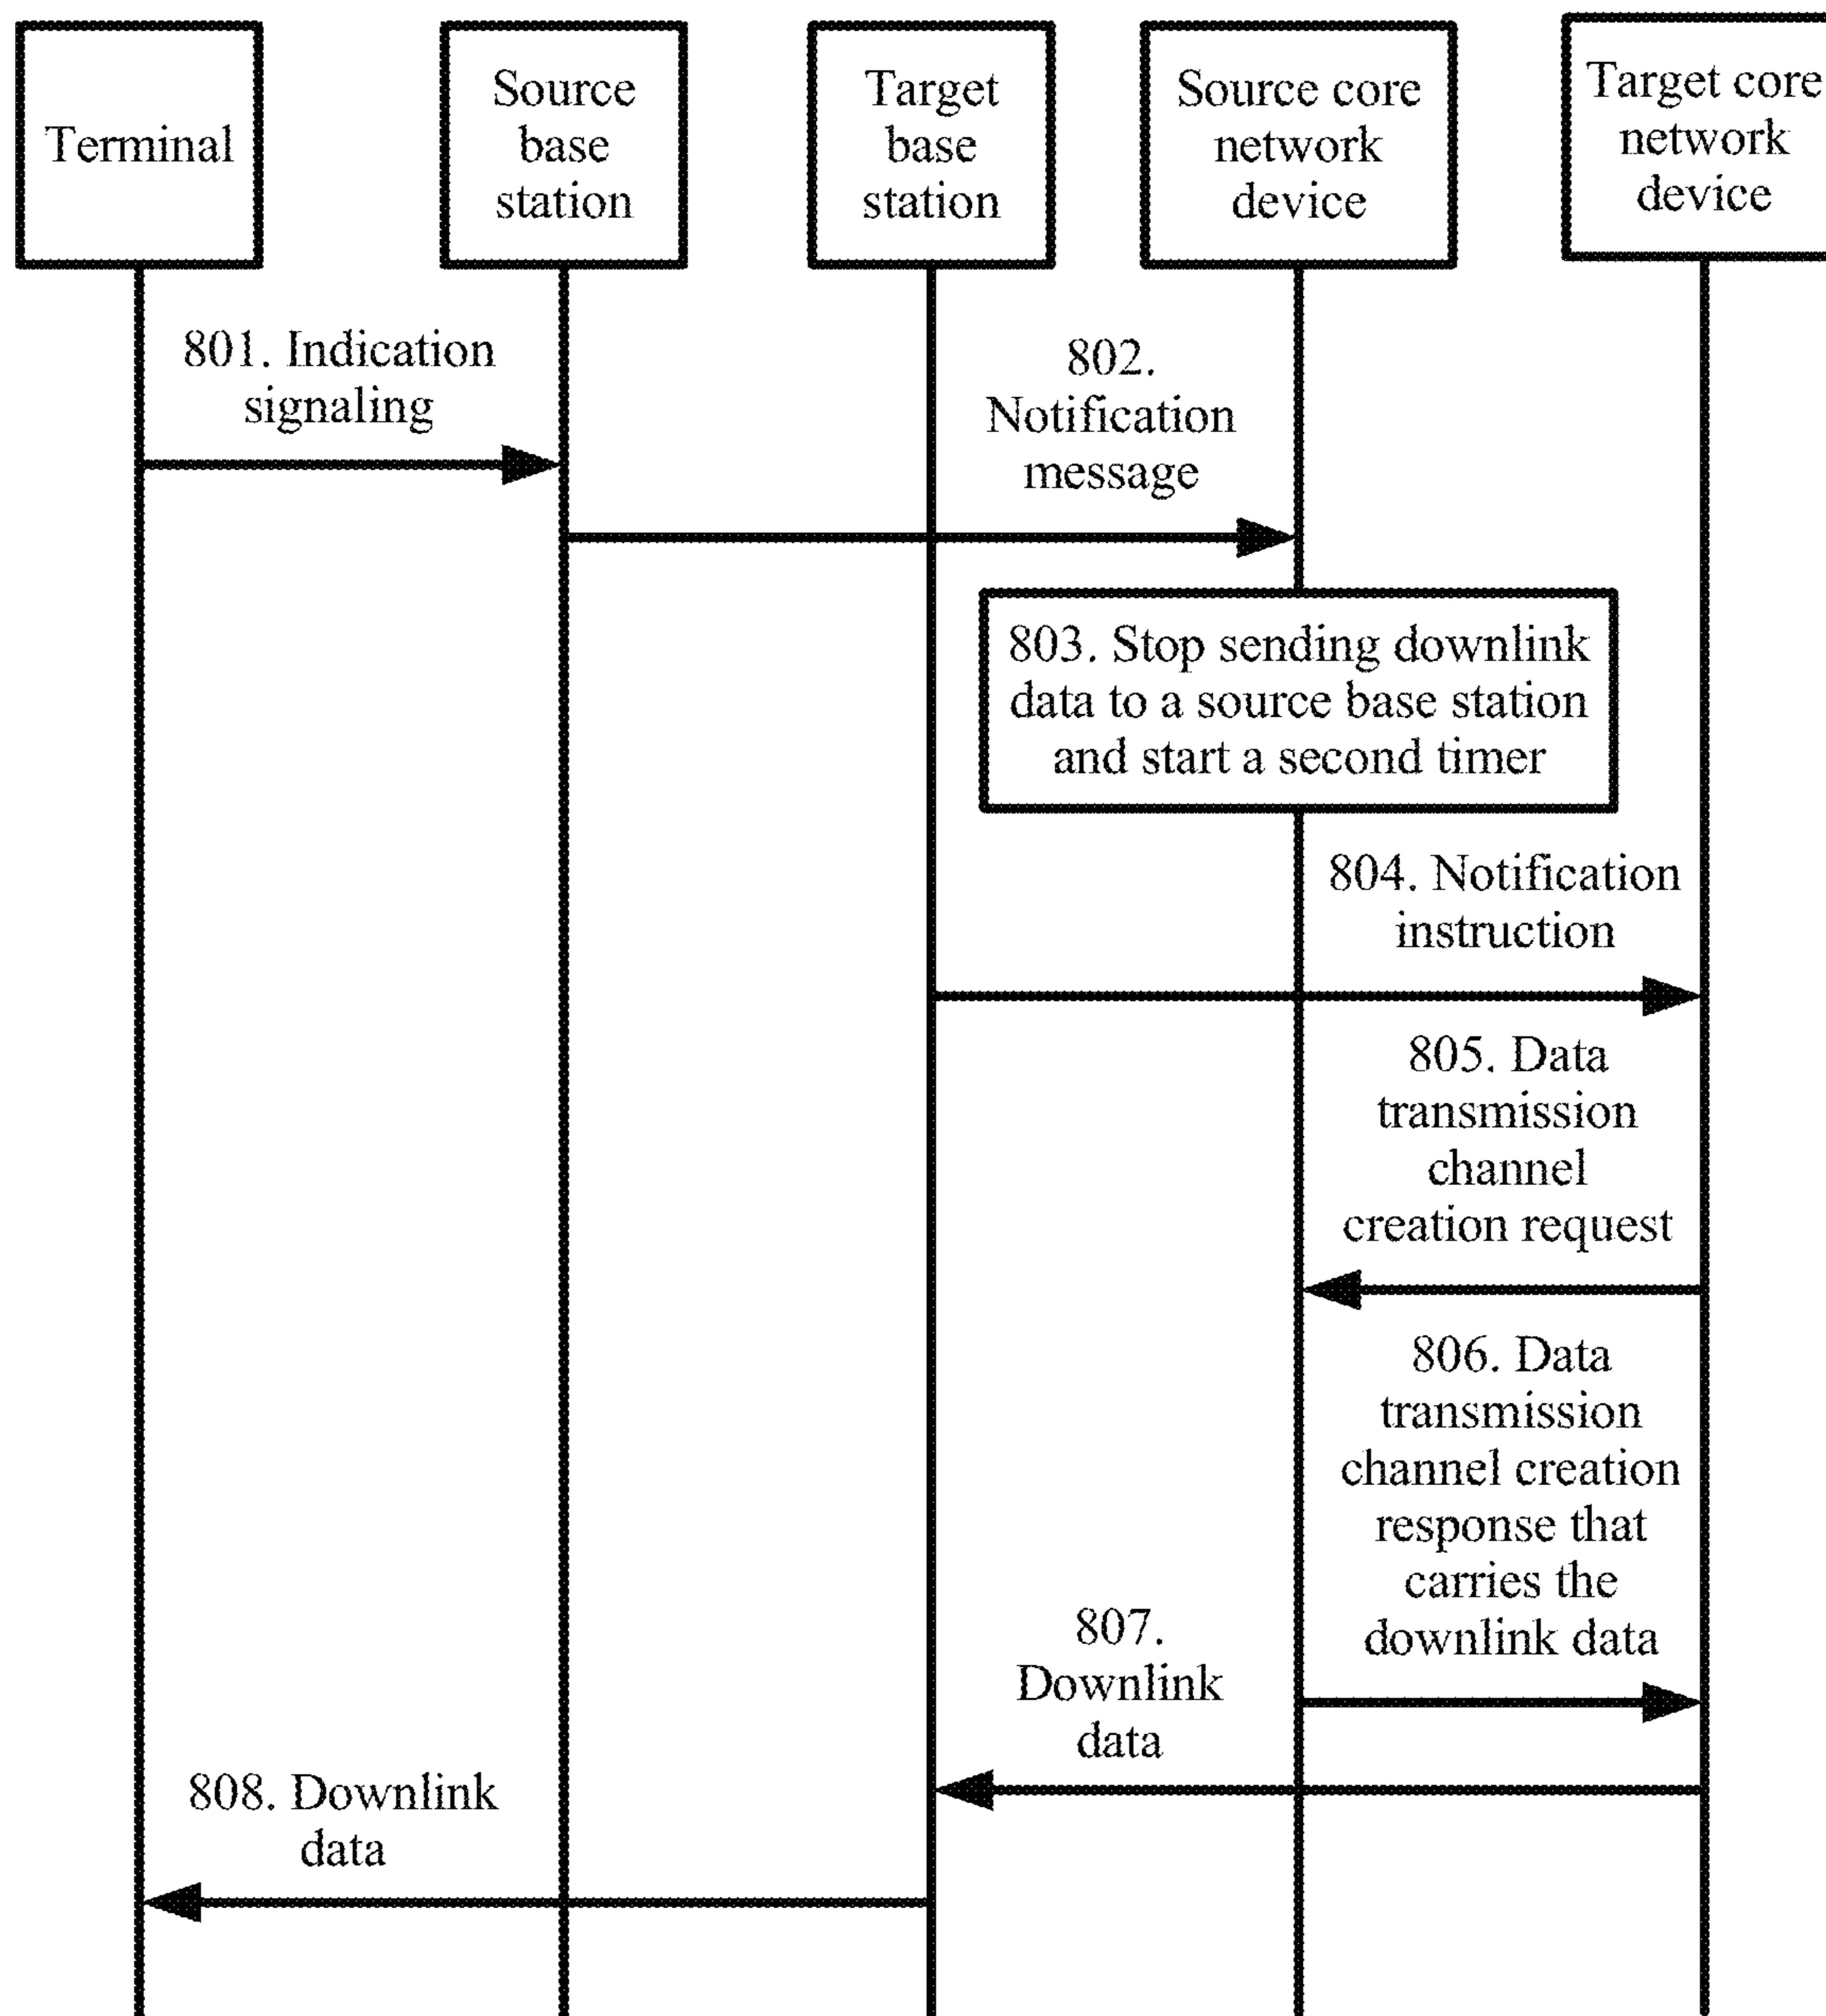 Terminal
Source
base
station
Target
base
station
Source core
network
device
Target core
network
device
801. Indication
signaling
802.
Notification
message
803. Stop sending downlink
data to a source base station
and start a second timer
804. Notification
instruction
805. Data
transmission
channel
creation request
806. Data
transmission
channel creation
response that
carries the
downlink data
807.
Downlink
data
808. Downlink
data